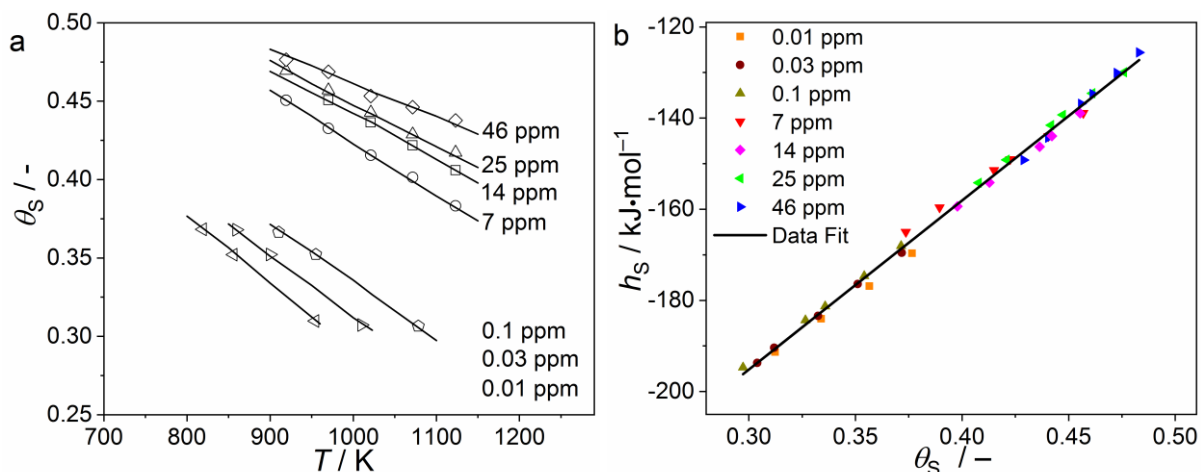 a
0.50
0.45
0.40
0.35
0.30
0.25
θS / -
46 ppm
25 ppm
14 ppm
7 ppm
0.1 ppm
0.03 ppm
0.01 ppm
700 800 900 1000 1100 1200
T / K
b
-120
-140
-160
-180
-200
hS / kJ·mol⁻¹
0.01 ppm
0.03 ppm
0.1 ppm
7 ppm
14 ppm
25 ppm
46 ppm
Data Fit
0.30 0.35 0.40 0.45 0.50
θS / –